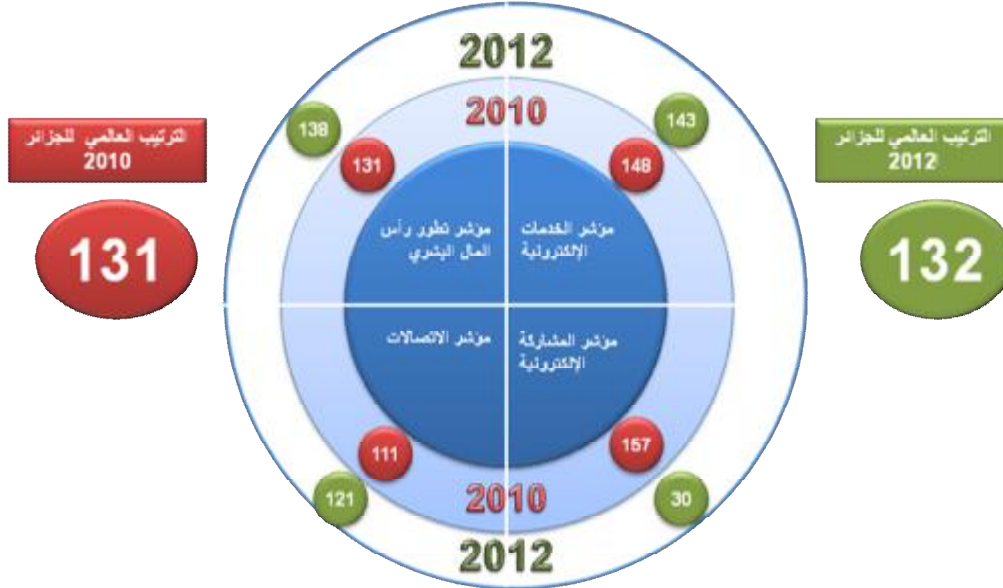 2012
2010
الترتيب العالمي للجزائر
2012
132
الترتيب العالمي للجزائر
2010
131
143
148
138
131
مؤشر الخدمات
الإلكترونية
مؤشر تطور رأس
المال البشري
مؤشر المشاركة
الإلكترونية
مؤشر الاتصالات
157
30
111
121
2010
2012